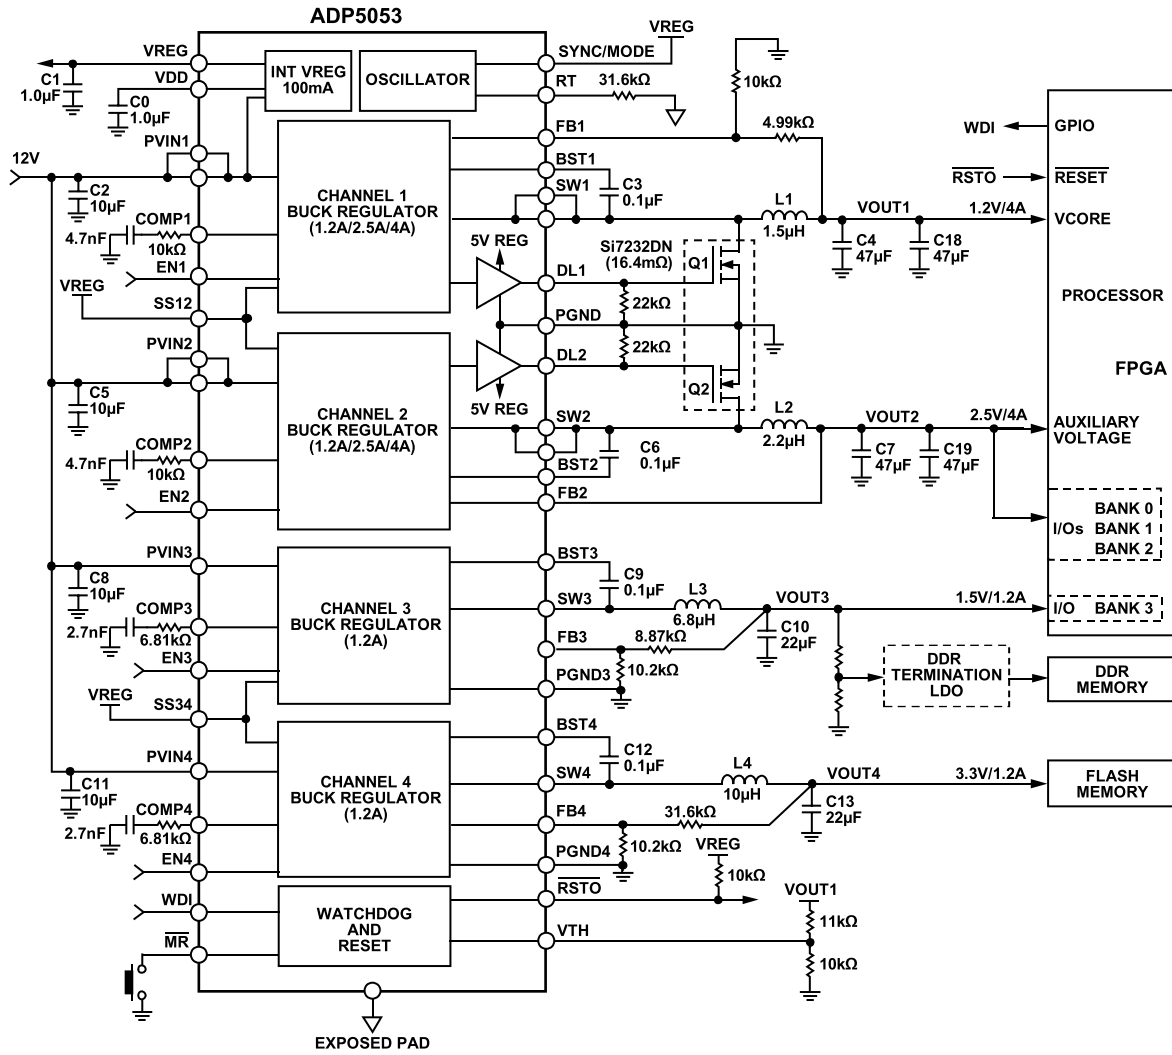 ADP5053
VREG
VDD
C1
1.0µF
C0
1.0µF
INT VREG
100mA
OSCILLATOR
SYNC/MODE
VREG
RT
31.6kΩ
10kΩ
FB1
4.99kΩ
12V
PVIN1
C2
10µF
COMP1
4.7nF
10kΩ
EN1
VREG
SS12
CHANNEL 1
BUCK REGULATOR
(1.2A/2.5A/4A)
BST1
SW1
C3
0.1µF
L1
1.5µH
VOUT1
1.2V/4A
C4
47µF
C18
47µF
5V REG
DL1
Si7232DN
(16.4mΩ)
Q1
22kΩ
PGND
22kΩ
DL2
Q2
5V REG
PVIN2
C5
10µF
COMP2
4.7nF
10kΩ
EN2
CHANNEL 2
BUCK REGULATOR
(1.2A/2.5A/4A)
SW2
BST2
FB2
C6
0.1µF
L2
2.2µH
VOUT2
2.5V/4A
C7
47µF
C19
47µF
WDI
GPIO
RSTO
RESET
VCORE
PROCESSOR
FPGA
AUXILIARY
VOLTAGE
I/Os
BANK 0
BANK 1
BANK 2
I/O
BANK 3
PVIN3
C8
10µF
COMP3
2.7nF
6.81kΩ
EN3
VREG
SS34
CHANNEL 3
BUCK REGULATOR
(1.2A)
BST3
SW3
FB3
PGND3
C9
0.1µF
L3
6.8µH
VOUT3
1.5V/1.2A
8.87kΩ
10.2kΩ
C10
22µF
DDR
TERMINATION
LDO
DDR
MEMORY
PVIN4
C11
10µF
COMP4
2.7nF
6.81kΩ
EN4
CHANNEL 4
BUCK REGULATOR
(1.2A)
BST4
SW4
FB4
PGND4
C12
0.1µF
L4
10µH
VOUT4
3.3V/1.2A
31.6kΩ
10.2kΩ
C13
22µF
FLASH
MEMORY
WDI
MR
WATCHDOG
AND
RESET
RSTO
VREG
10kΩ
VTH
VOUT1
11kΩ
10kΩ
EXPOSED PAD